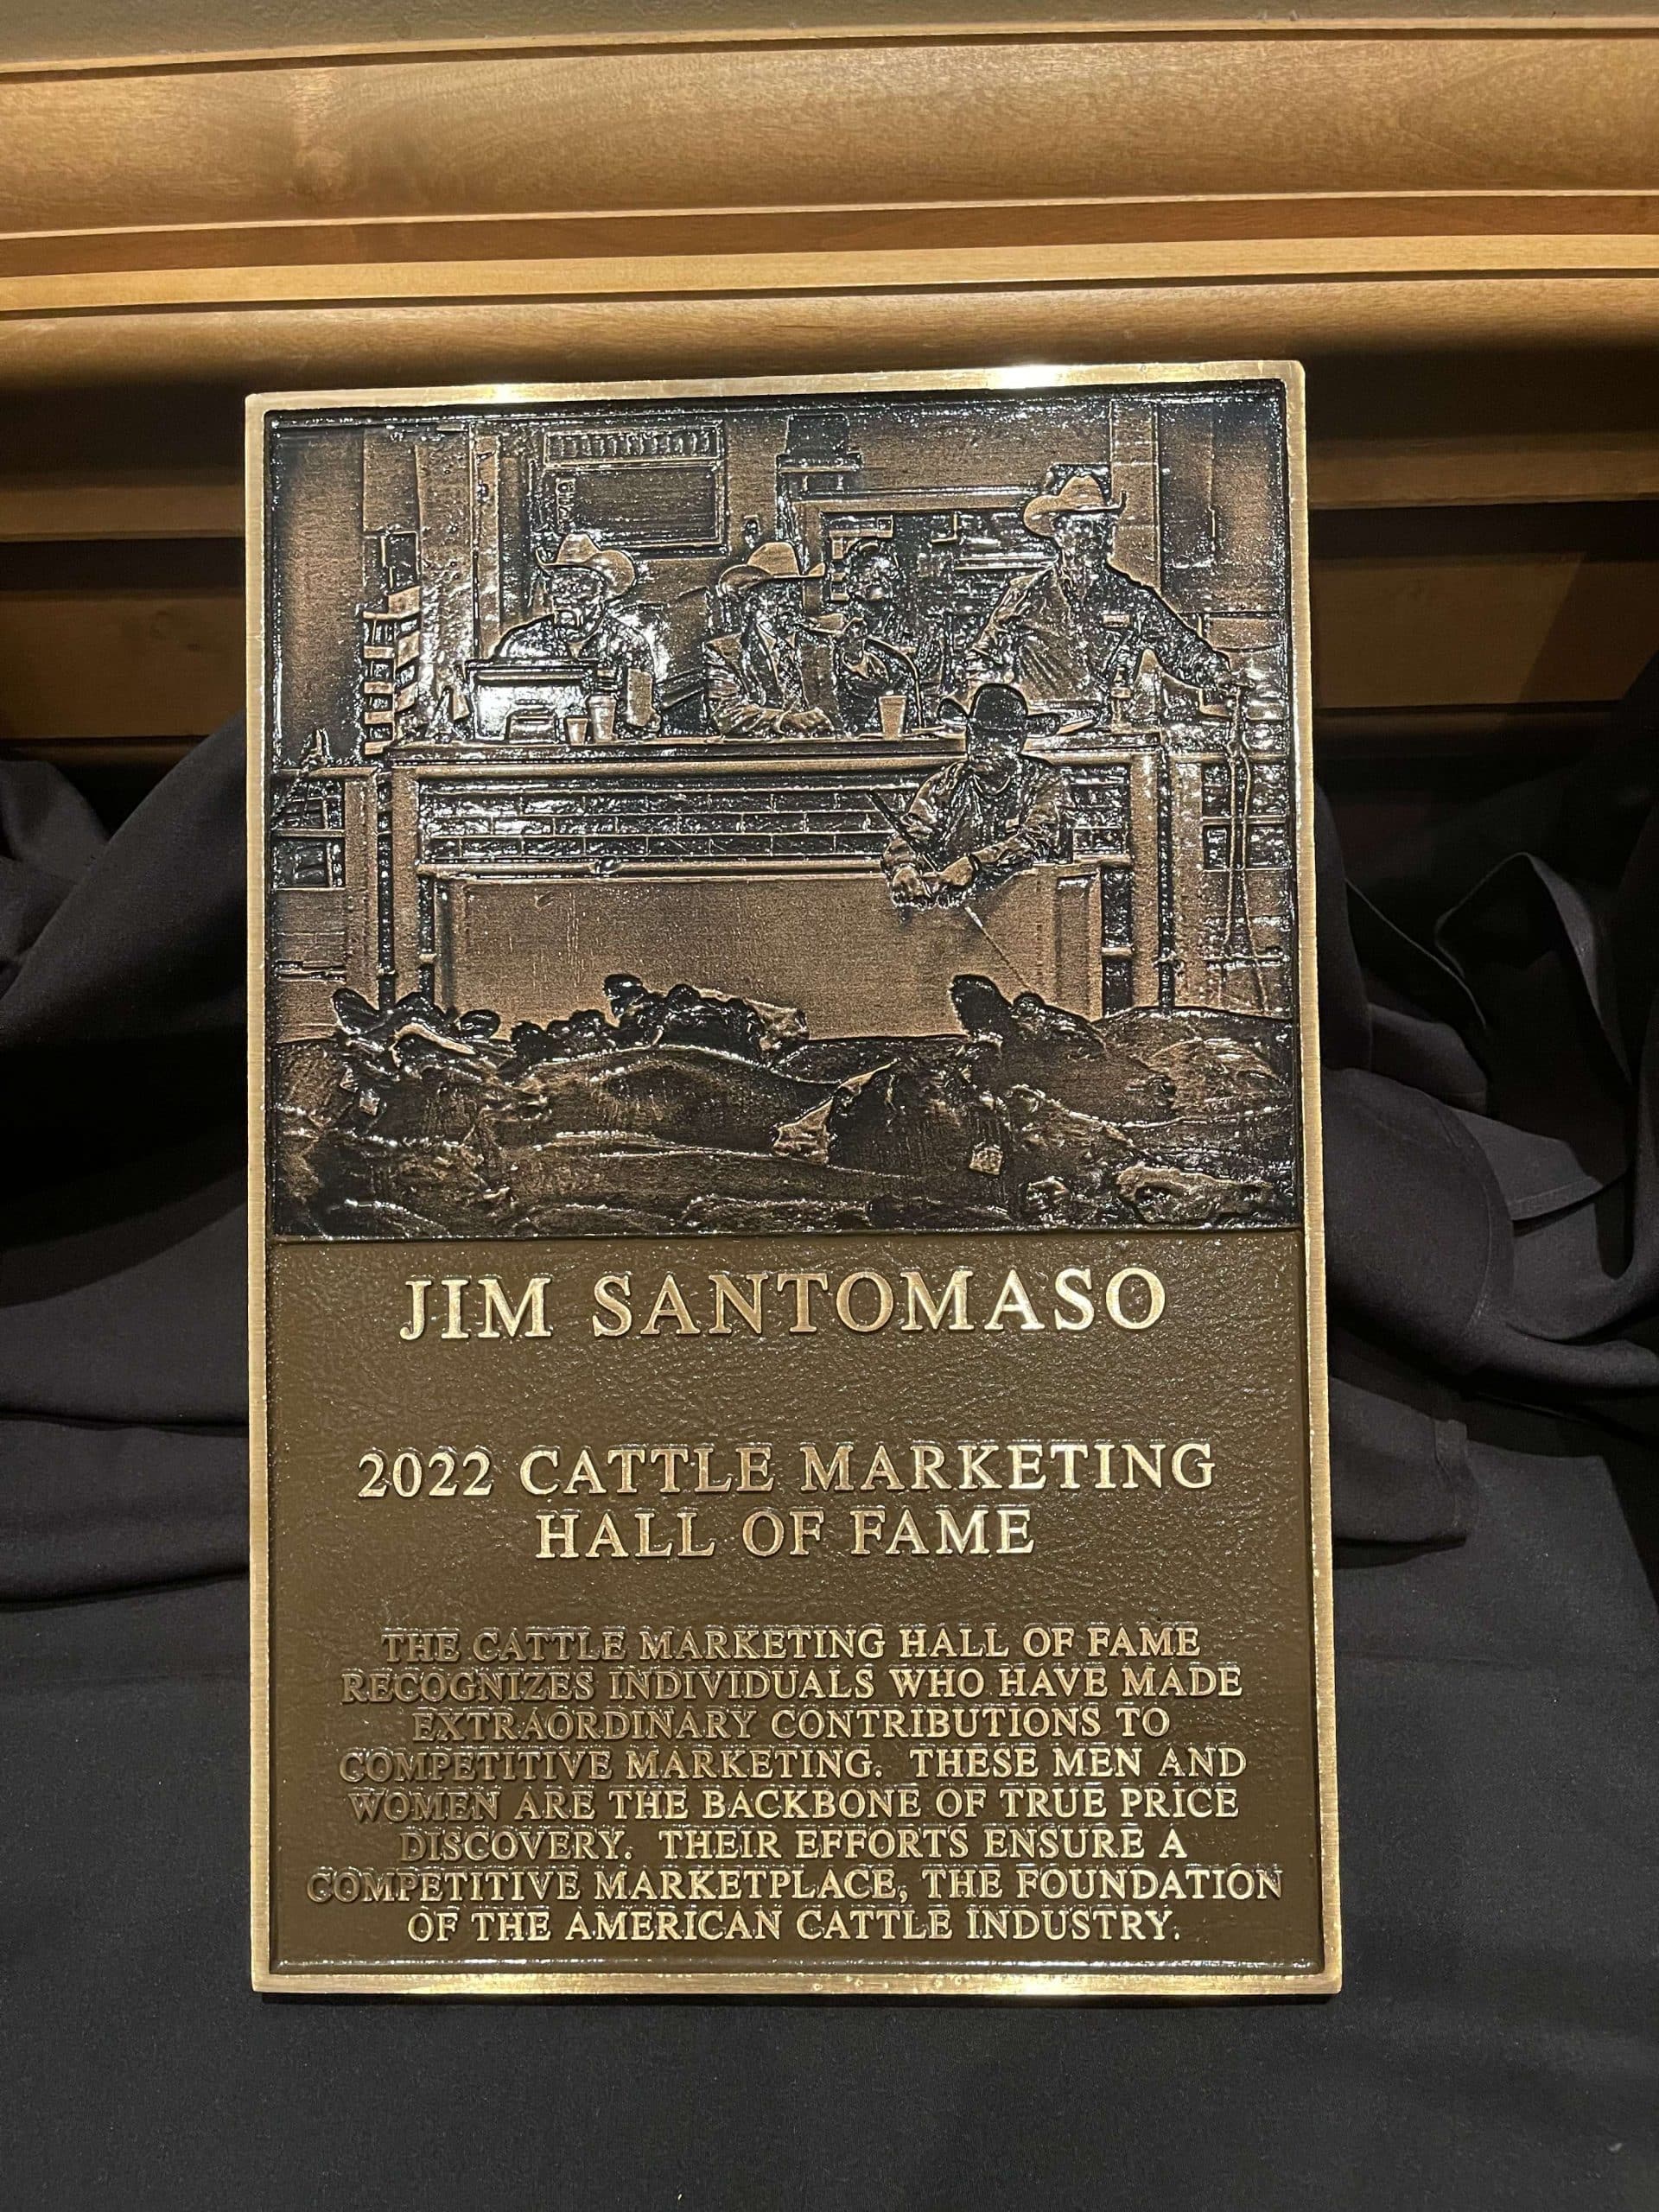 JIM SANTOMASO
2022 CATTLE MARKETING
HALL OF FAME
THE CATTLE MARKETING HALL OF FAME
RECOGNIZES INDIVIDUALS WHO HAVE MADE
EXTRAORDINARY CONTRIBUTIONS TO
COMPETITIVE MARKETING. THESE MEN AND
WOMEN ARE THE BACKBONE OF TRUE PRICE
DISCOVERY. THEIR EFFORTS ENSURE A
COMPETITIVE MARKETPLACE, THE FOUNDATION
OF THE AMERICAN CATTLE INDUSTRY.